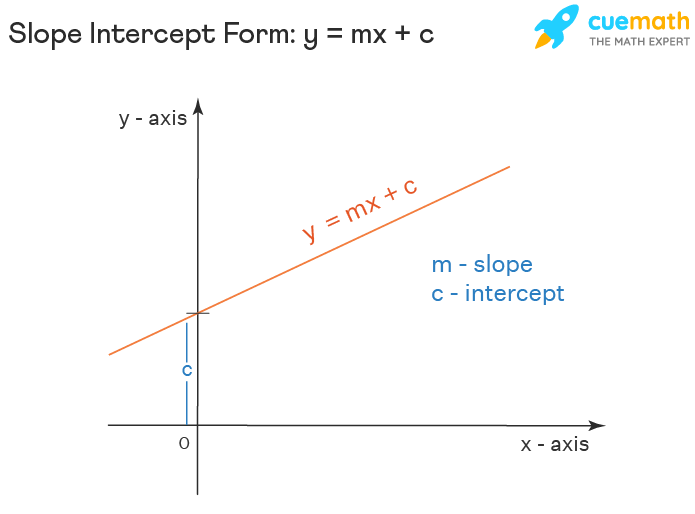 Slope Intercept Form: y = mx + c
cuemath
THE MATH EXPERT
y - axis
y = mx + c
m - slope
c - intercept
c
0
x - axis